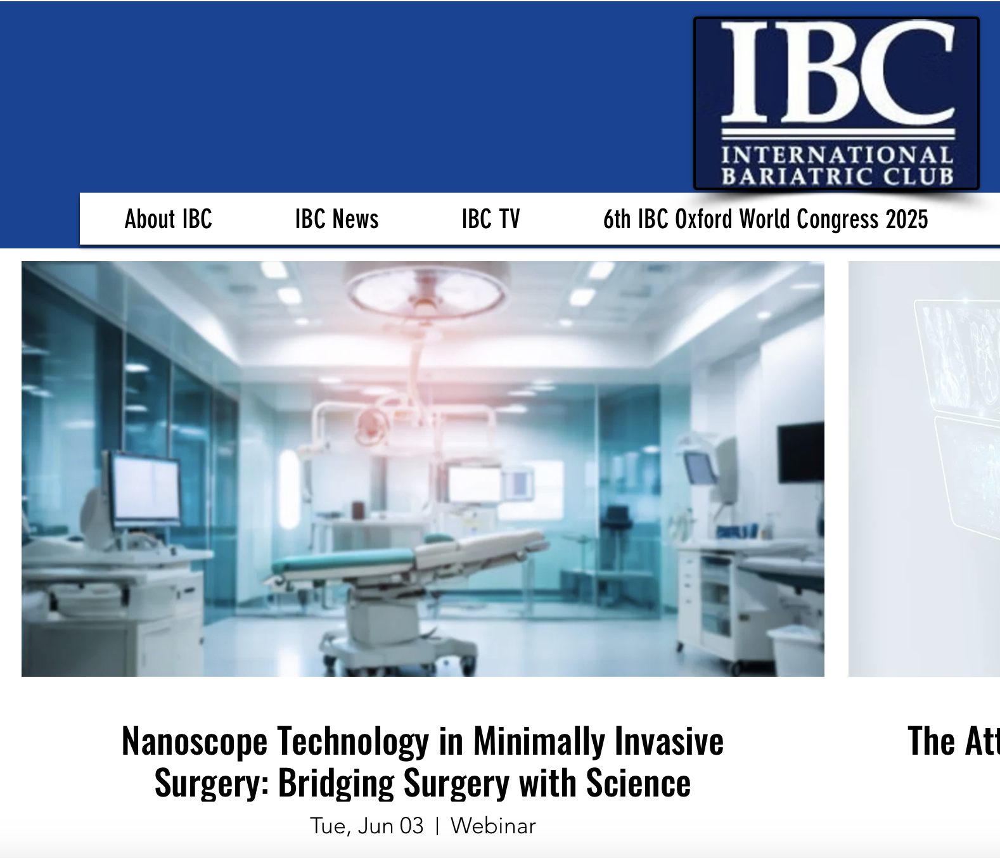 IBC
INTERNATIONAL
BARIATRIC CLUB
About IBC IBC News IBC TV 6th IBC Oxford World Congress 2025
Nanoscope Technology in Minimally Invasive
Surgery: Bridging Surgery with Science
Tue, Jun 03 | Webinar
The